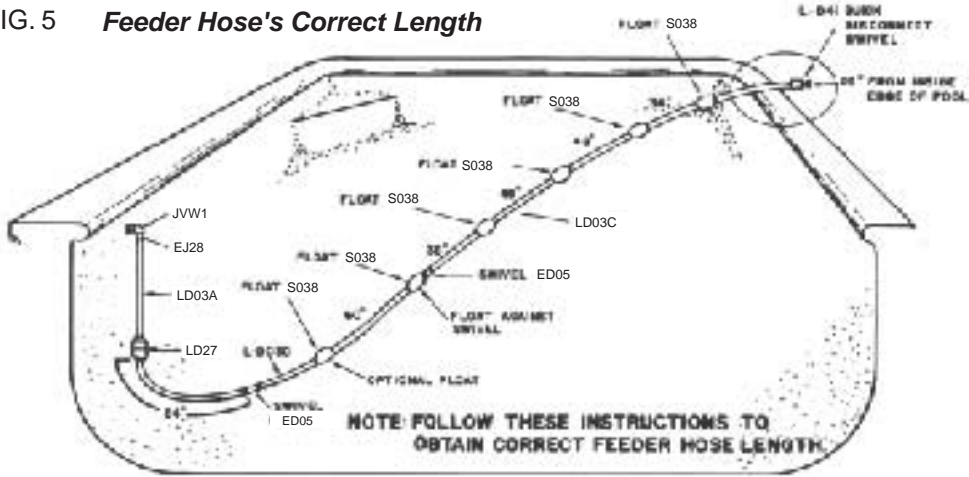 IG. 5 Feeder Hose's Correct Length
FLOAT S038
DISCONNECT
SWIVEL
FROM INSIDE
EDGE OF POOL
FLOAT S038
FLOAT S038
FLOAT S038
LD03C
JVW1
EJ28
FLOAT S038
SWIVEL ED05
LD03A
FLOAT S038
FLOAT AGAINST
SWIVEL
LD27
OPTIONAL FLOAT
SWIVEL
ED05
NOTE: FOLLOW THESE INSTRUCTIONS TO
OBTAIN CORRECT FEEDER HOSE LENGTH.